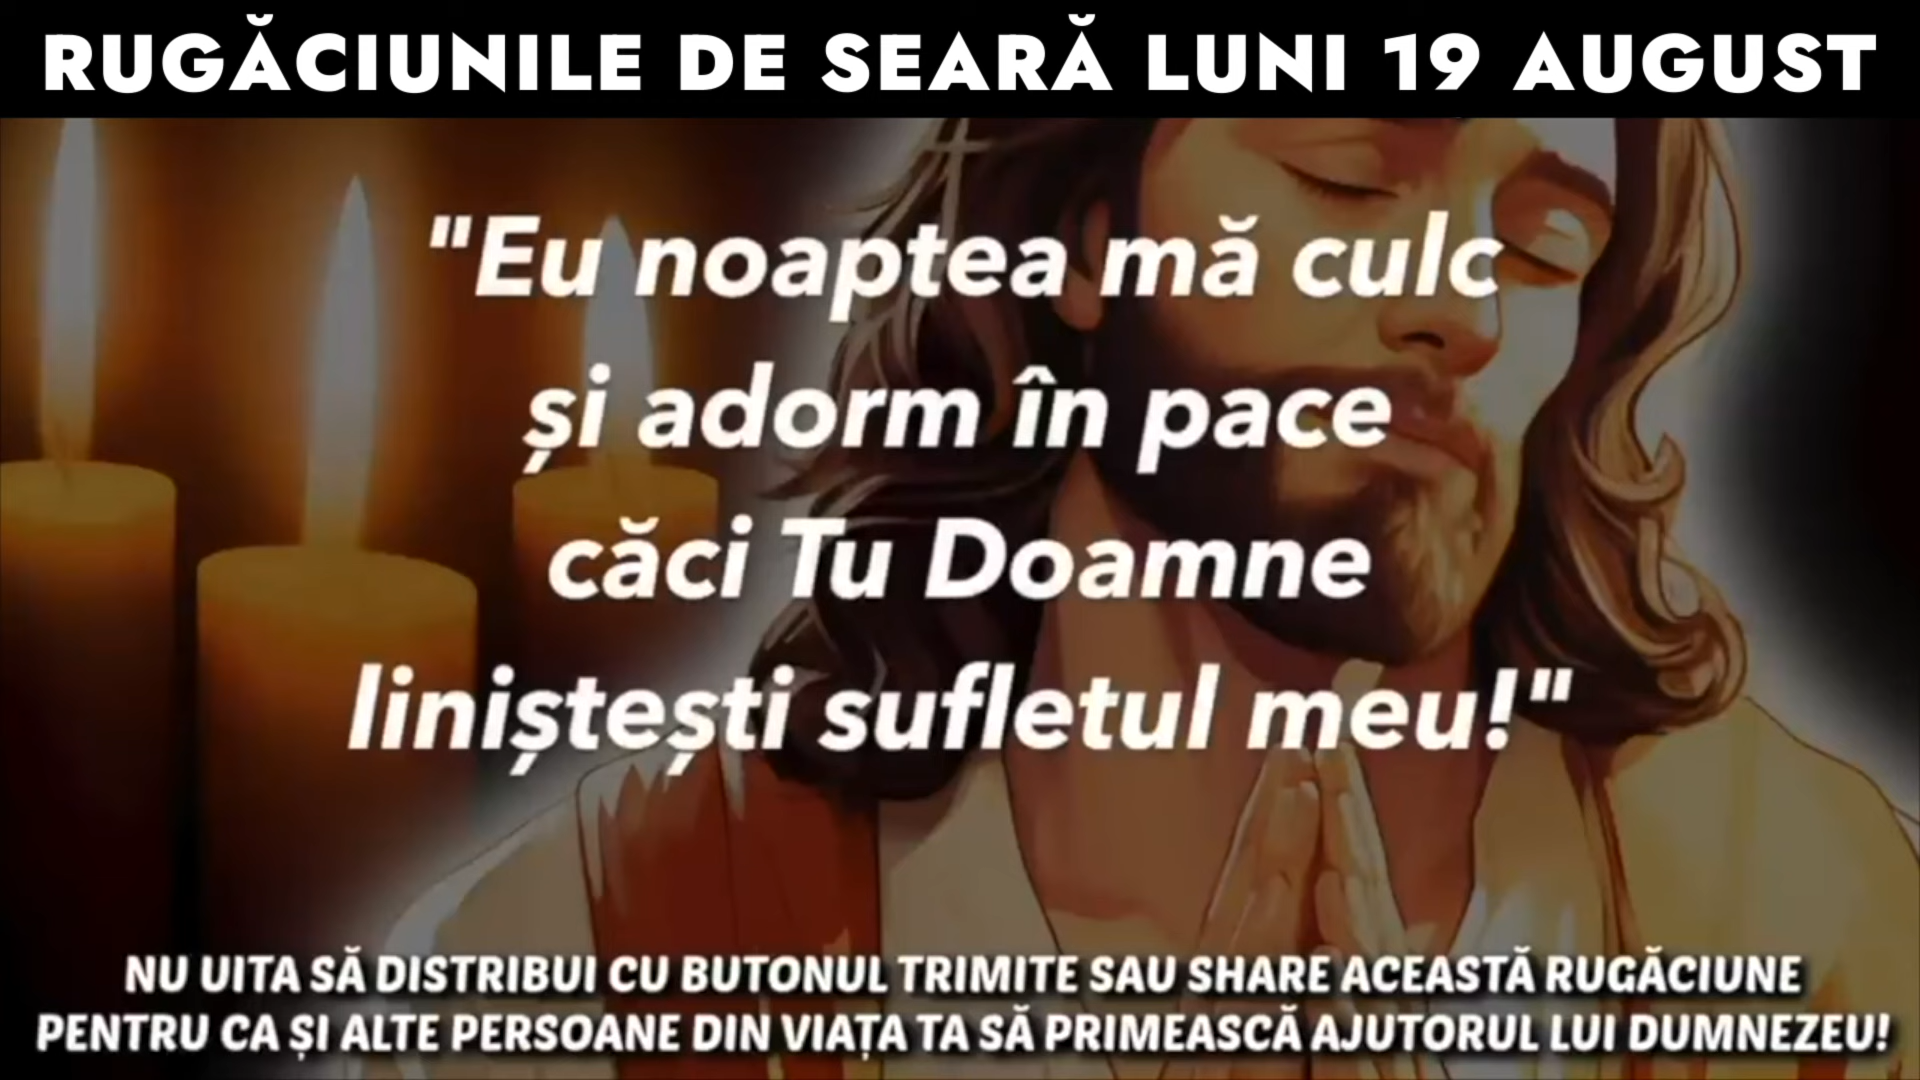 RUGĂCIUNILE DE SEARĂ LUNI 19 AUGUST
"Eu noaptea mă culc
și adorm în pace
căci Tu Doamne
liniștești sufletul meu!"
NU UITA SĂ DISTRIBUI CU BUTONUL TRIMITE SAU SHARE ACEASTĂ RUGĂCIUNE
PENTRU CA ȘI ALTE PERSOANE DIN VIAȚA TA SĂ PRIMEASCĂ AJUTORUL LUI DUMNEZEU!